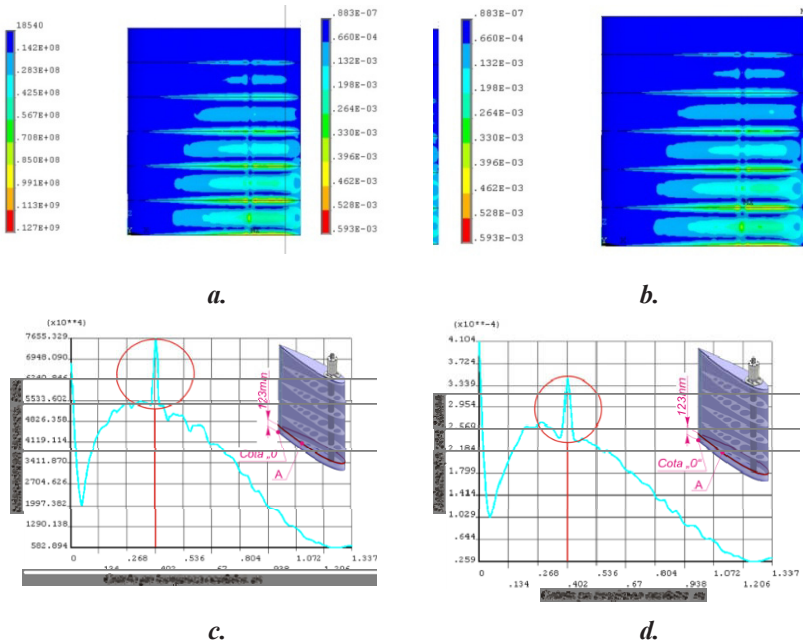 18540
.142E+08
.283E+08
.425E+08
.567E+08
.708E+08
.850E+08
.991E+08
.113E+09
.127E+09
.883E-07
.660E-04
.132E-03
.198E-03
.264E-03
.330E-03
.396E-03
.462E-03
.528E-03
.593E-03
a.
.883E-07
.660E-04
.132E-03
.198E-03
.264E-03
.330E-03
.396E-03
.462E-03
.528E-03
.593E-03
b.
(x10**4)
7655.329
6948.090
5533.602
4826.358
4119.114
3411.870
2704.626
1997.382
1290.138
582.894
0 .268 .536 .804 1.072 1.337
.134 .402 .67 .938 1.206
123mm
Cota „0
A
c.
(x10**-4)
4.104
3.724
3.339
2.954
2.660
2.184
1.799
1.414
1.029
.644
.259
0 .268 .536 .804 1.072 1.337
.134 .402 .67 .938 1.206
123mm
Cota „0"
A
d.